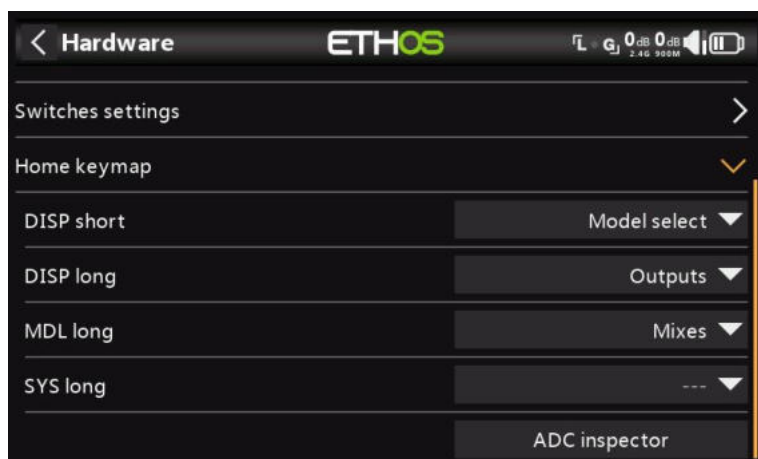 Hardware
ETHOS
0dB 0dB
2.4G 900M
Switches settings
Home keymap
DISP short
Model select
DISP long
Outputs
MDL long
Mixes
SYS long
---
ADC inspector